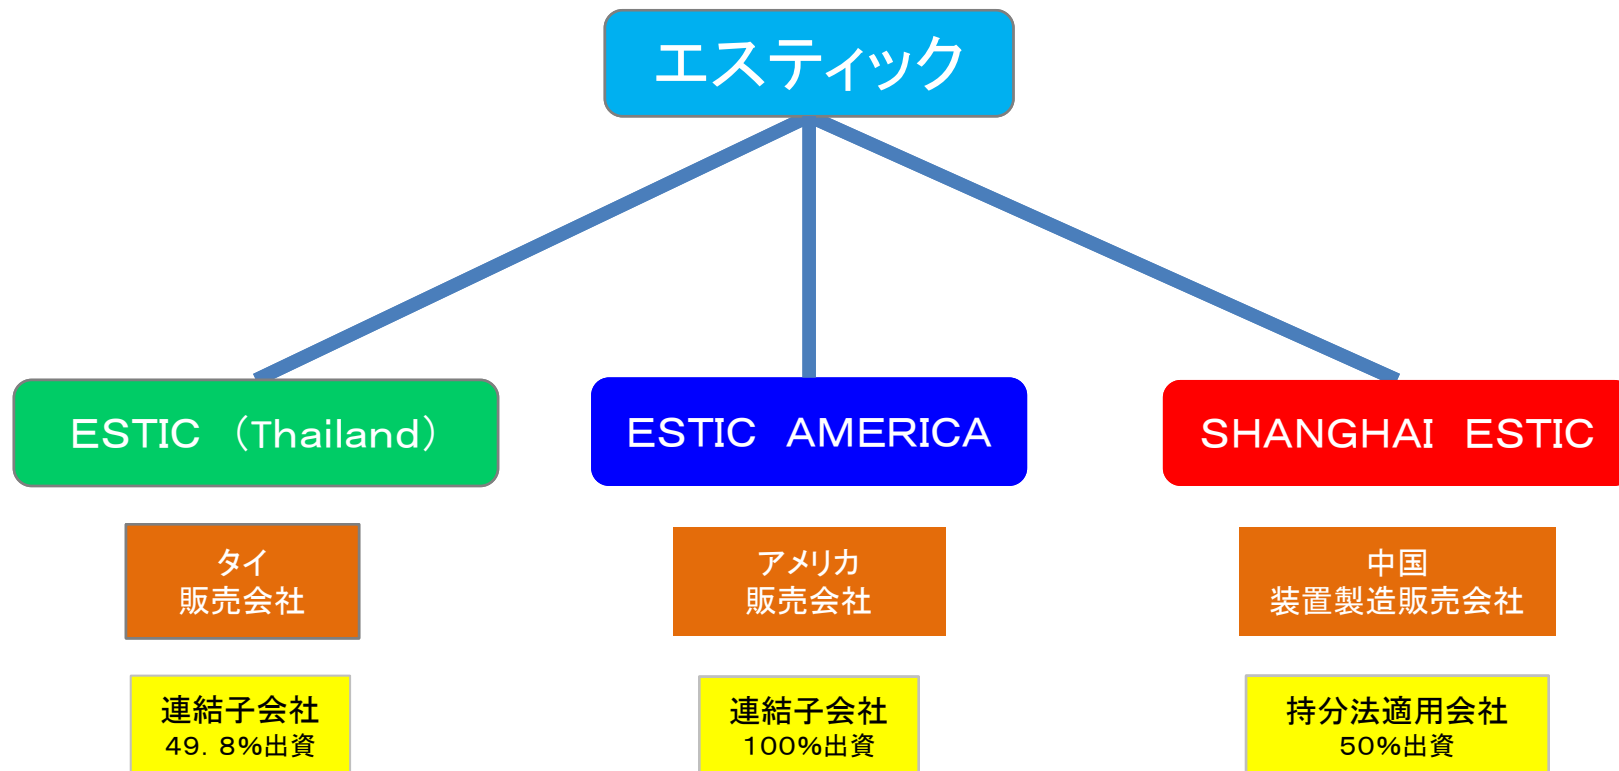 エスティック
ESTIC （Thailand）
ESTIC　AMERICA
SHANGHAI　ESTIC
タイ
販売会社
アメリカ
販売会社
中国
装置製造販売会社
連結子会社
49．8%出資
連結子会社
100%出資
持分法適用会社
50%出資